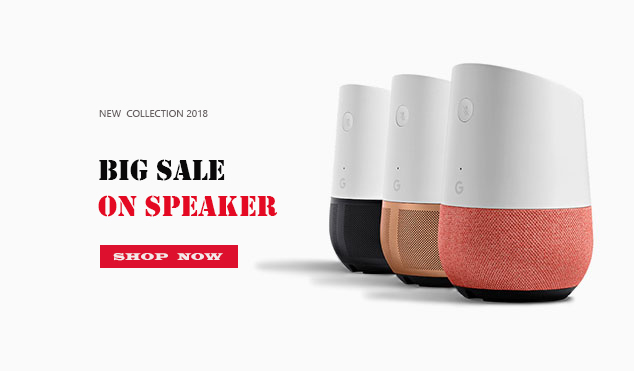 NEW COLLECTION 2018
BIG SALE
ON SPEAKER
SHOP NOW
G
G
G